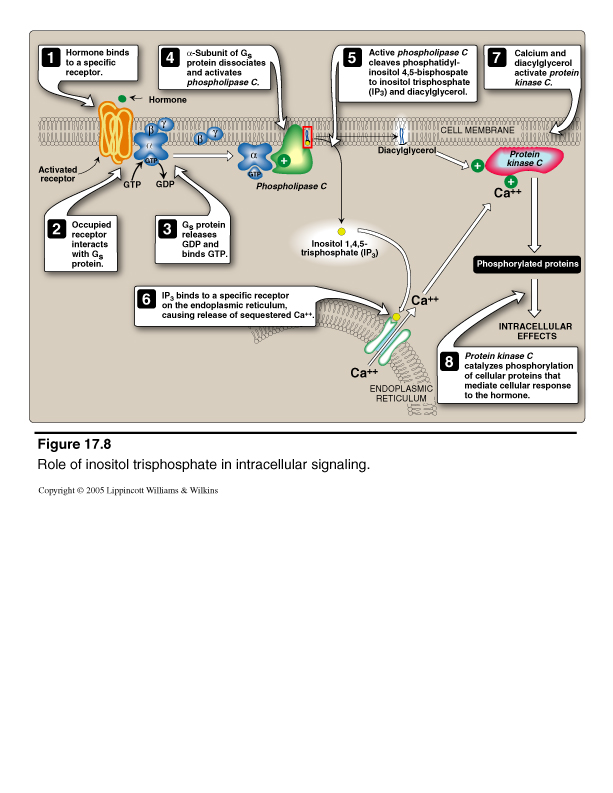 1
Hormone binds
to a specific
receptor.
4
α-Subunit of Gs
protein dissociates
and activates
phospholipase C.
5
Active phospholipase C
cleaves phosphatidyl-
inositol 4,5-bisphospate
to inositol trisphosphate
(IP3) and diacylglycerol.
7
Calcium and
diacylglycerol
activate protein
kinase C.
Hormone
β γ
β γ
α
GTP
α
GTP
+
CELL MEMBRANE
Diacylglycerol
+
Protein
kinase C
+
Ca++
Activated
receptor
GTP
GDP
Phospholipase C
2
Occupied
receptor
interacts
with Gs
protein.
3
Gs protein
releases
GDP and
binds GTP.
Inositol 1,4,5-
trisphosphate (IP3)
Phosphorylated proteins
6
IP3 binds to a specific receptor
on the endoplasmic reticulum,
causing release of sequestered Ca++.
Ca++
INTRACELLULAR
EFFECTS
Ca++
ENDOPLASMIC
RETICULUM
8
Protein kinase C
catalyzes phosphorylation
of cellular proteins that
mediate cellular response
to the hormone.
Figure 17.8
Role of inositol trisphosphate in intracellular signaling.
Copyright © 2005 Lippincott Williams & Wilkins